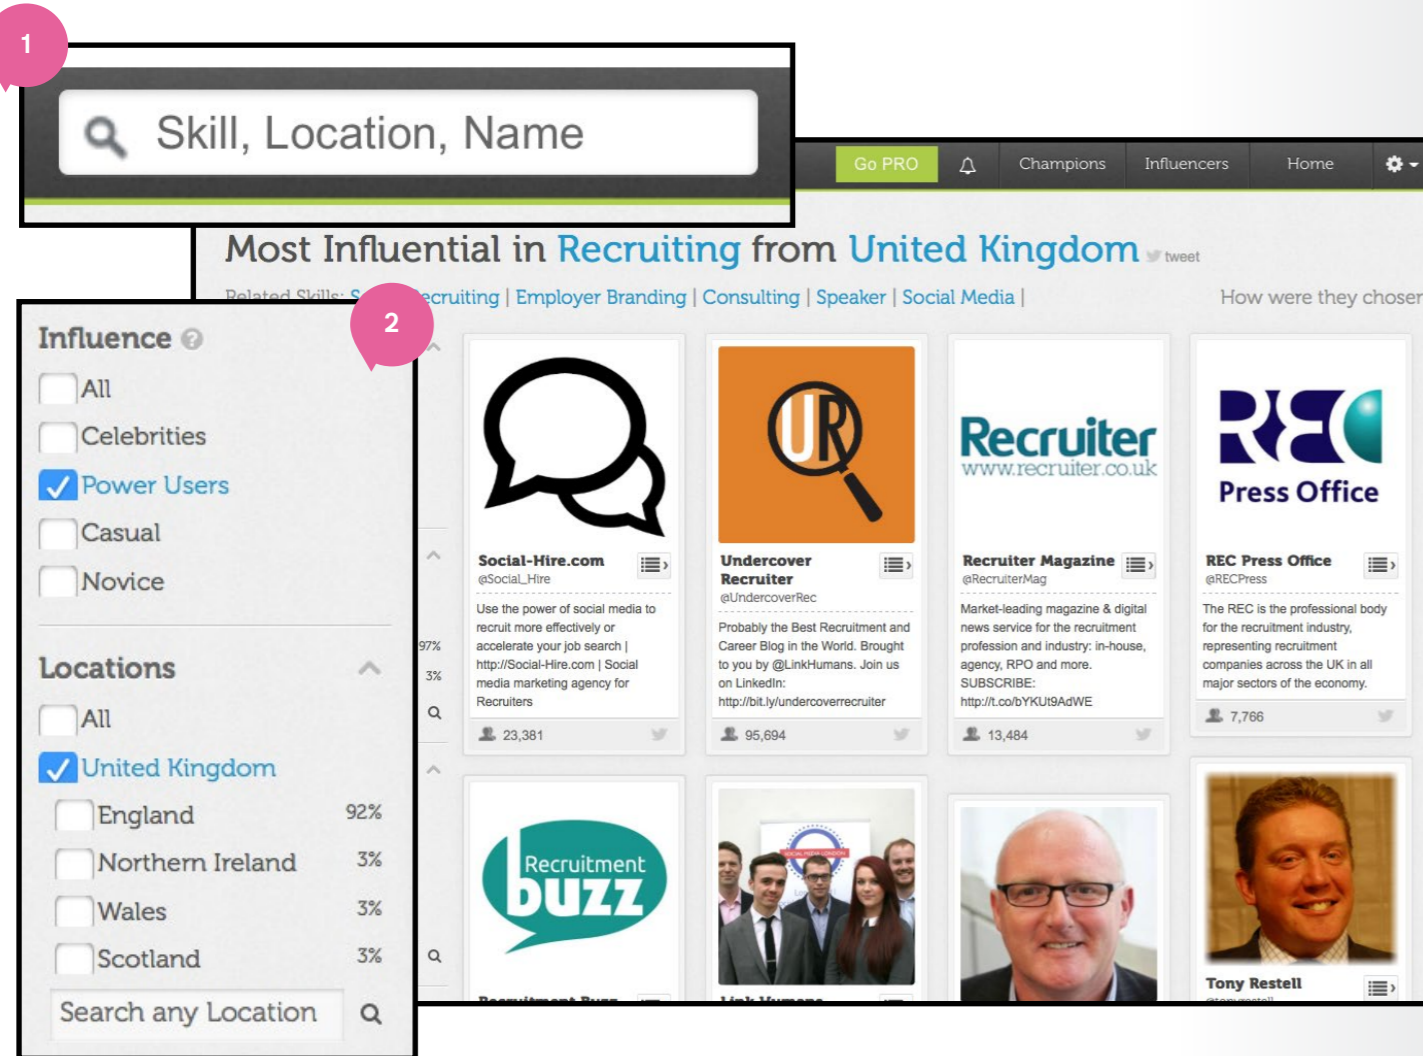 1
Skill, Location, Name
Go PRO
Champions
Influencers
Home
Most Influential in Recruiting from United Kingdom
tweet
Related Skills: ecruiting | Employer Branding | Consulting | Speaker | Social Media |
How were they
2
Influence ?
All
Celebrities
Power Users
Casual
Novice
Locations
All
United Kingdom
England 92%
Northern Ireland 3%
Wales 3%
Scotland 3%
Search any Location
97%
3%
Social-Hire.com
@Social_Hire
Use the power of social media to
recruit more effectively or
accelerate your job search |
http://Social-Hire.com | Social
media marketing agency for
Recruiters
23,381
UR
Undercover
Recruiter
@UndercoverRec
Probably the Best Recruitment and
Career Blog in the World. Brought
to you by @LinkHumans. Join us
on LinkedIn:
http://bit.ly/undercoverrecruiter
95,694
Recruiter
www.recruiter.co.uk
Recruiter Magazine
@RecruiterMag
Market-leading magazine & digital
news service for the recruitment
profession and industry: in-house,
agency, RPO and more.
SUBSCRIBE:
http://t.co/bYKUt9AdWE
13,484
REC
Press Office
REC Press Office
@RECPress
The REC is the professional body
for the recruitment industry,
representing recruitment
companies across the UK in all
major sectors of the economy.
7,766
Recruitment
buzz
Recruitment Buzz
SOCIAL MEDIA LONDON
Link Humans
Tony Restell